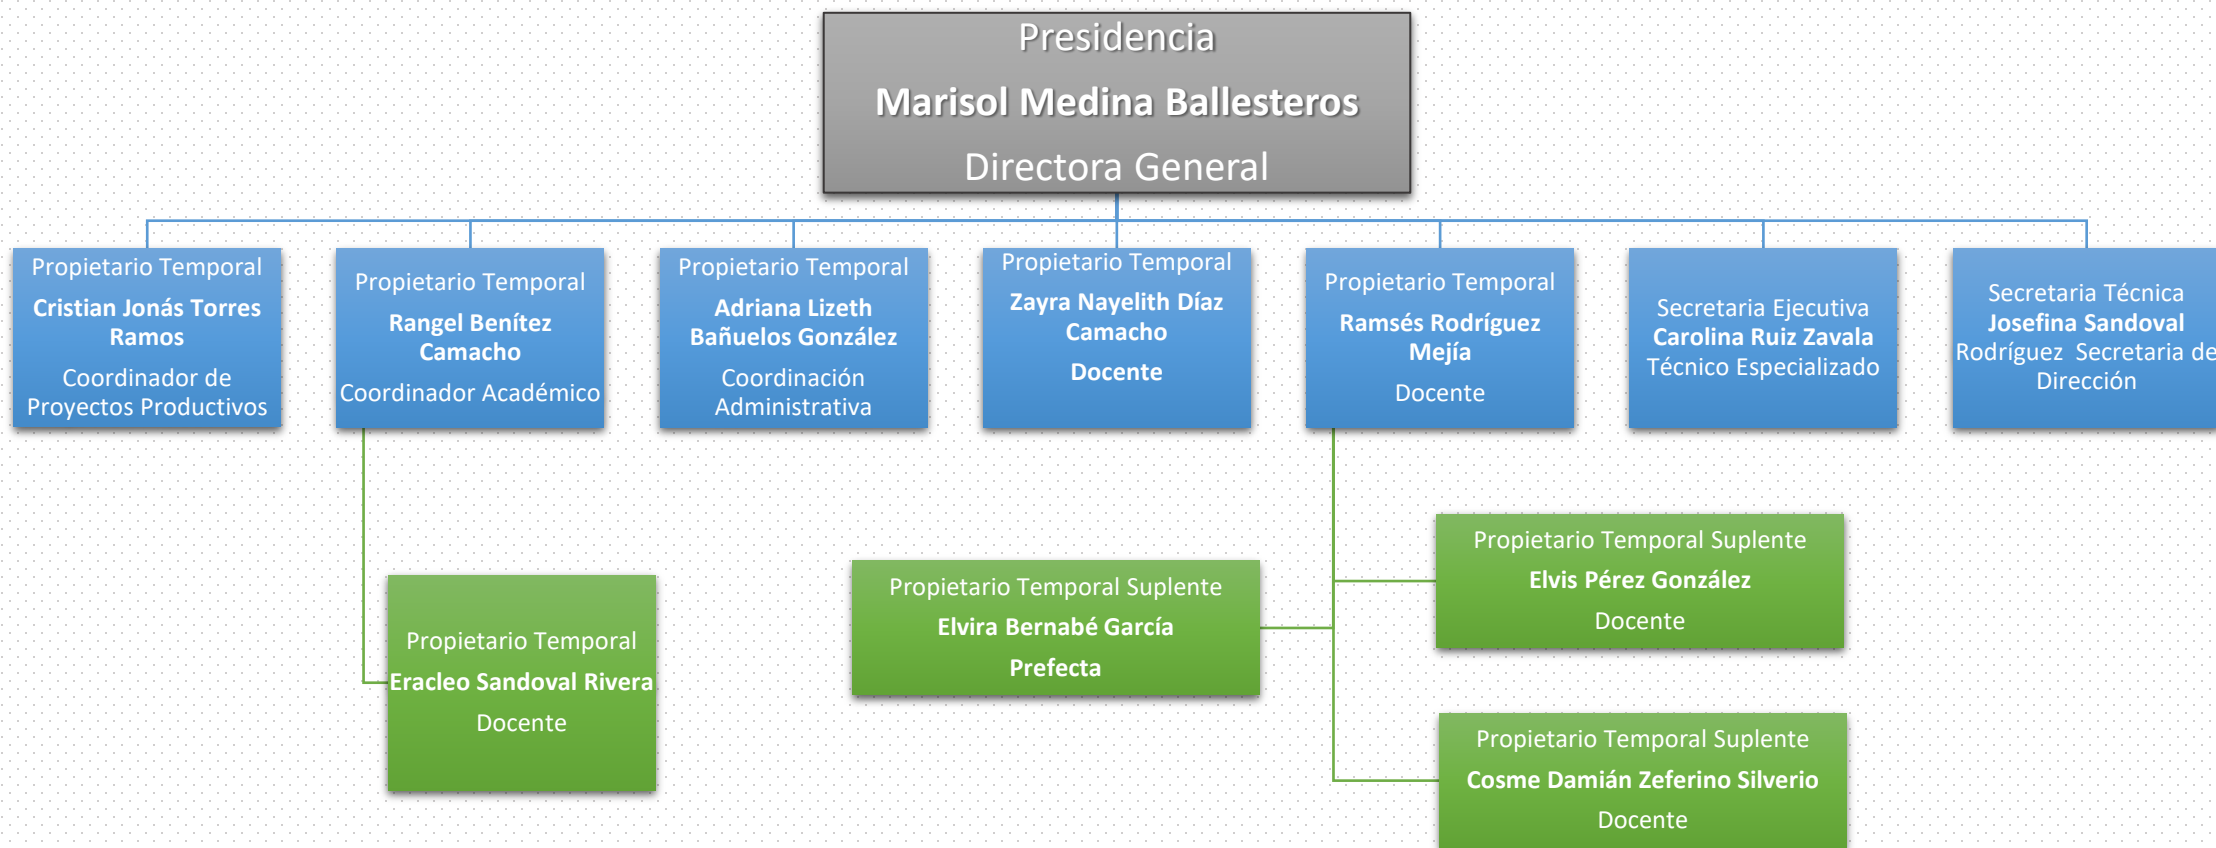 Presidencia
Marisol Medina Ballesteros
Directora General
Propietario Temporal
Cristian Jonás Torres
Ramos
Coordinador de
Proyectos Productivos
Propietario Temporal
Rangel Benítez
Camacho
Coordinador Académico
Propietario Temporal
Adriana Lizeth
Bañuelos González
Coordinación
Administrativa
Propietario Temporal
Zayra Nayelith Díaz
Camacho
Docente
Propietario Temporal
Ramsés Rodríguez
Mejía
Docente
Secretaria Ejecutiva
Carolina Ruiz Zavala
Técnico Especializado
Secretaria Técnica
Josefina Sandoval
Rodríguez  Secretaria de
Dirección
Propietario Temporal
Eracleo Sandoval Rivera
Docente
Propietario Temporal Suplente
Elvira Bernabé García
Prefecta
Propietario Temporal Suplente
Elvis Pérez González
Docente
Propietario Temporal Suplente
Cosme Damián Zeferino Silverio
Docente